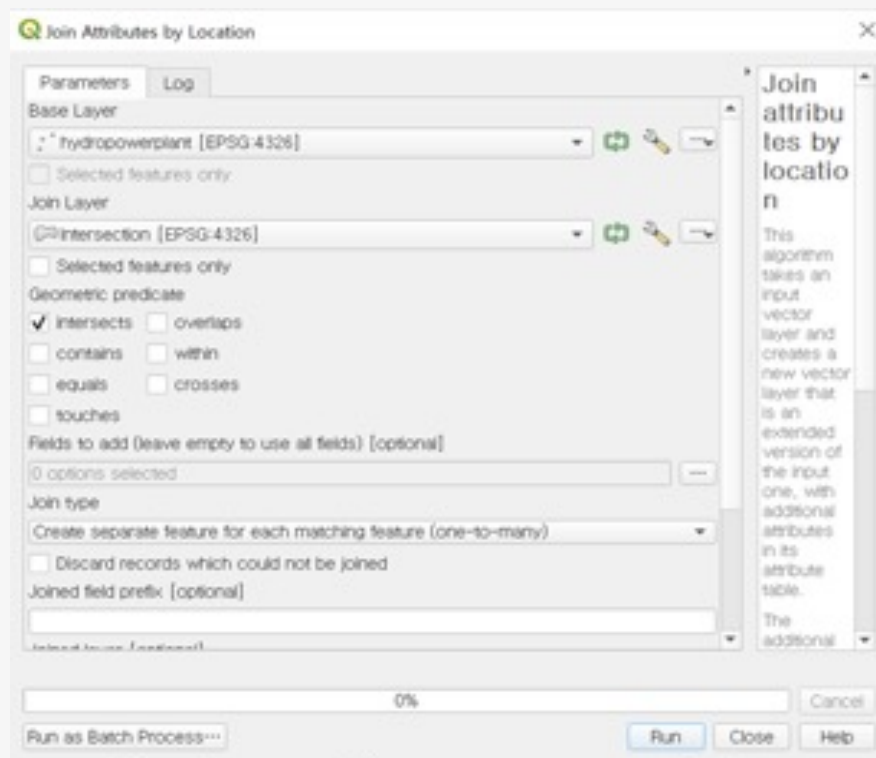 Join Attributes by Location
Parameters
Log
Base Layer
hydropowerplant [EPSG:4326]
Selected features only
Join Layer
Intersection [EPSG:4326]
Selected features only
Geometric predicate
intersects
overlaps
contains
within
equals
crosses
touches
Fields to add (leave empty to use all fields) [optional]
0 options selected
Join type
Create separate feature for each matching feature (one-to-many)
Discard records which could not be joined
Joined field prefix [optional]
Joined layer [optional]
0%
Cancel
Run as Batch Process…
Run
Close
Help
Join
attribu
tes by
locatio
n
This
algorithm
takes an
input
vector
layer and
creates a
new vector
layer that
is an
extended
version of
the input
one, with
additional
attributes
in its
attribute
table.
The
additional